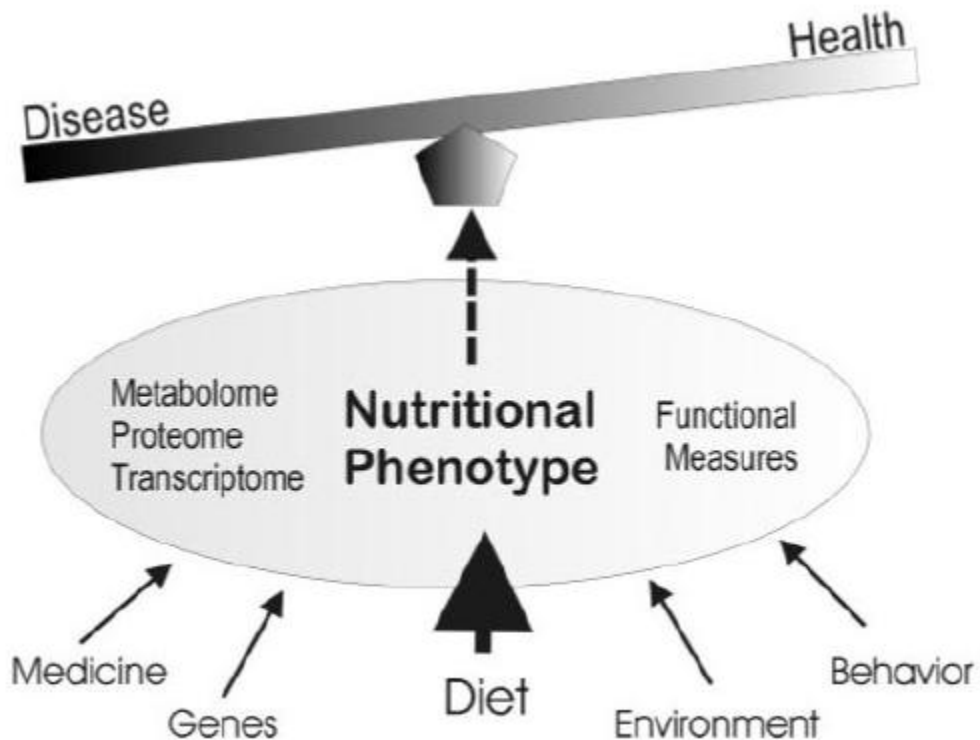 Health
Disease
Metabolome
Proteome
Transcriptome
Nutritional
Phenotype
Functional
Measures
Medicine
Genes
Diet
Environment
Behavior